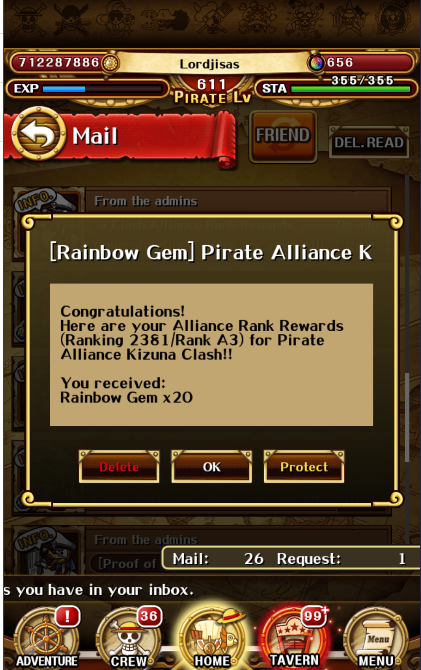 712287886
Lordjisas
656
EXP
611
PIRATE LV
STA
355/355
Mail
FRIEND
DEL.READ
INFO.
From the admins
[Rainbow Gem] Pirate Alliance K
Congratulations!
Here are your Alliance Rank Rewards
(Ranking 2381/Rank A3) for Pirate
Alliance Kizuna Clash!!
You received:
Rainbow Gem x20
Delete
OK
Protect
INFO.
From the admins
[Proof of
Mail: 26 Request: 1
s you have in your inbox.
!
36
99+
ADVENTURE
CREW
HOME
TAVERN
Menu
MENU